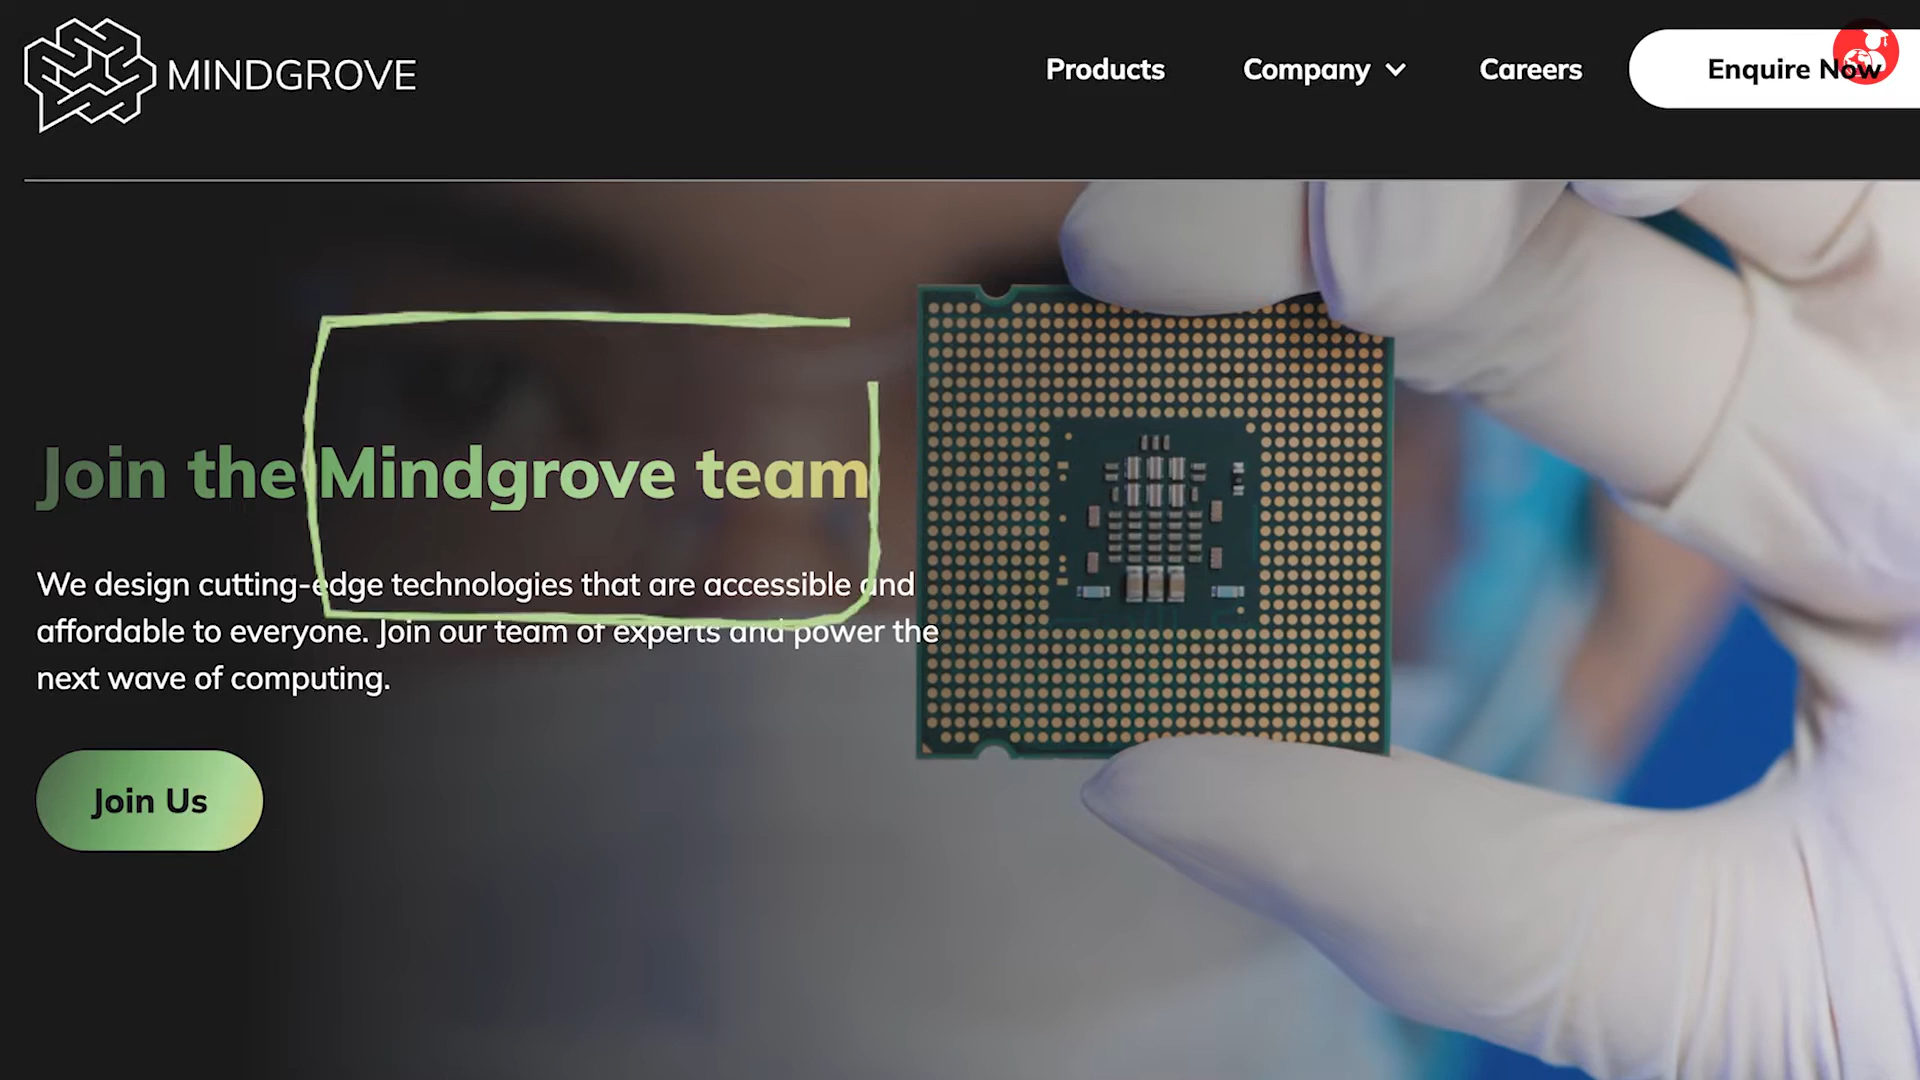 MINDGROVE
Products
Company
Careers
Enquire Now
Join the Mindgrove team
We design cutting-edge technologies that are accessible and
affordable to everyone. Join our team of experts and power the
next wave of computing.
Join Us